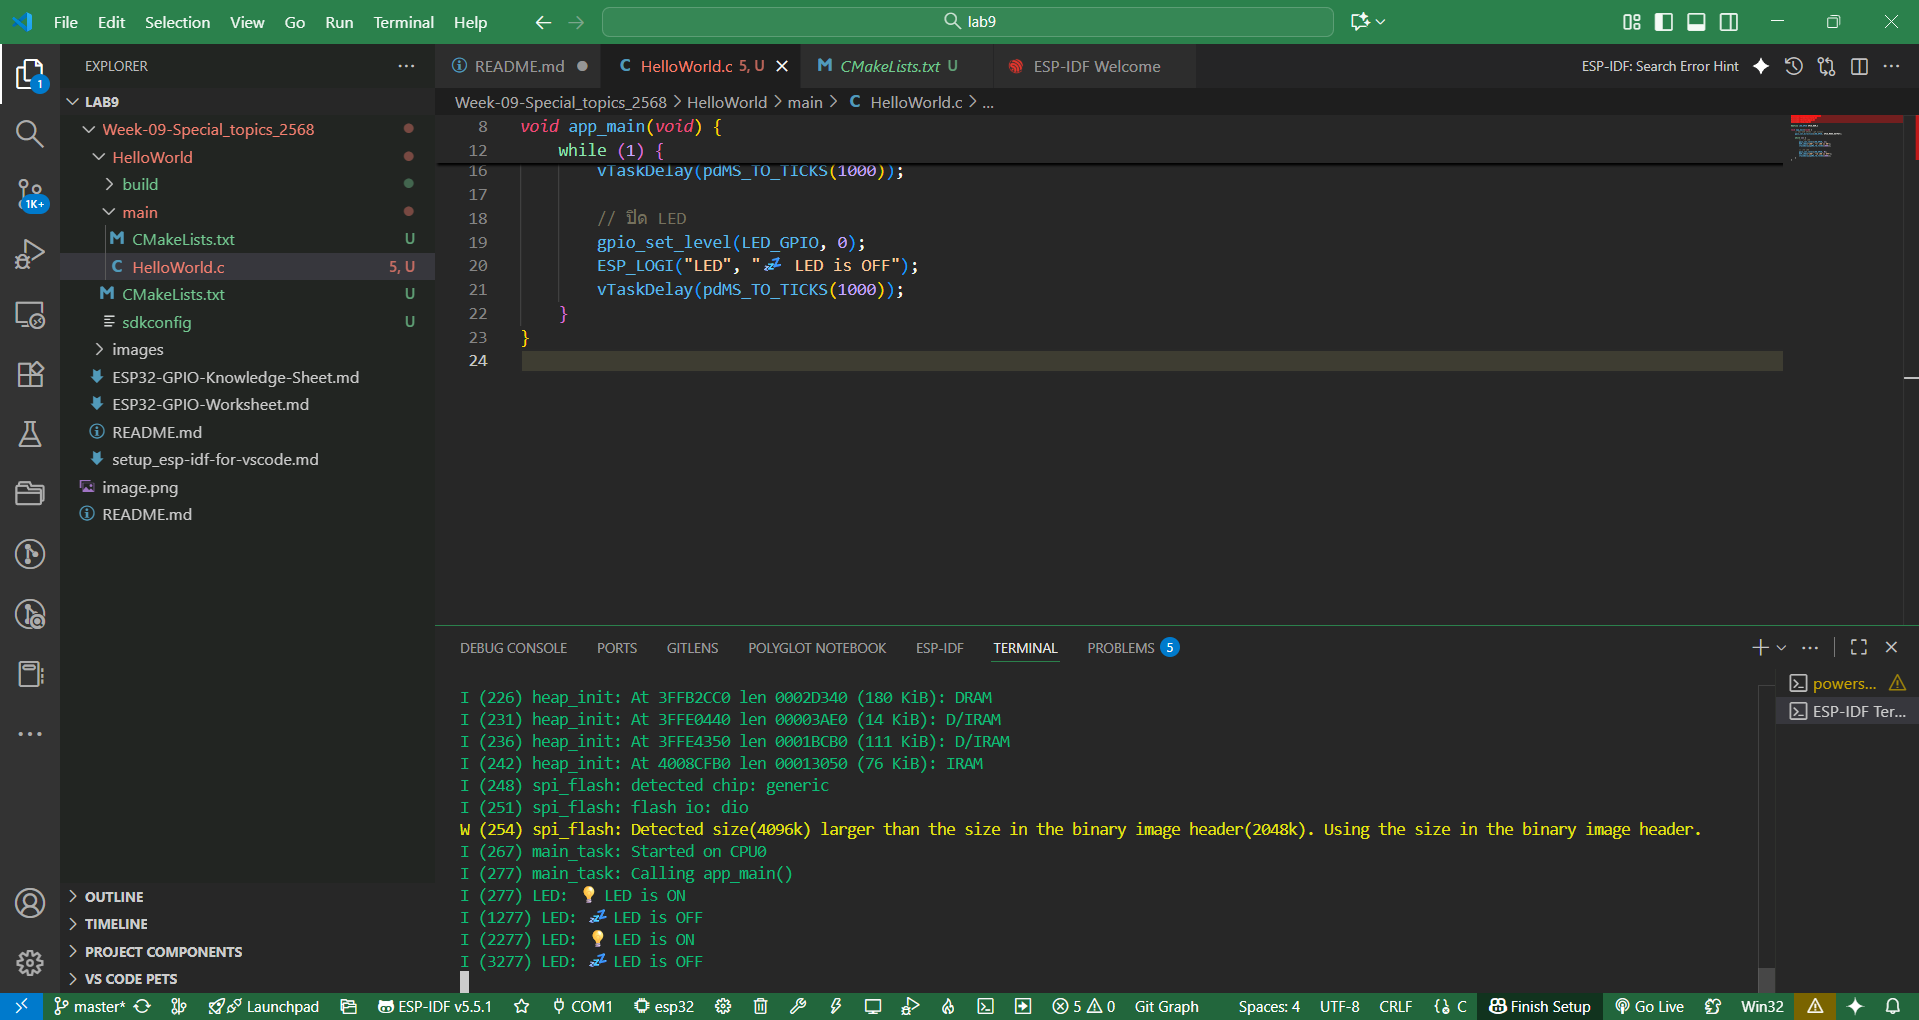 File Edit Selection View Go Run Terminal Help
lab9
EXPLORER
LAB9
Week-09-Special_topics_2568
HelloWorld
build
main
CMakeLists.txt U
HelloWorld.c 5, U
CMakeLists.txt U
sdkconfig U
images
ESP32-GPIO-Knowledge-Sheet.md
ESP32-GPIO-Worksheet.md
README.md
setup_esp-idf-for-vscode.md
image.png
README.md
OUTLINE
TIMELINE
PROJECT COMPONENTS
VS CODE PETS
1
1K+
README.md
HelloWorld.c 5, U
CMakeLists.txt U
ESP-IDF Welcome
ESP-IDF: Search Error Hint
Week-09-Special_topics_2568 > HelloWorld > main > C HelloWorld.c > ...
8 void app_main(void) {
12 while (1) {
16 vTaskDelay(pdMS_TO_TICKS(1000));
17
18 // ปิด LED
19 gpio_set_level(LED_GPIO, 0);
20 ESP_LOGI("LED", "💤 LED is OFF");
21 vTaskDelay(pdMS_TO_TICKS(1000));
22 }
23 }
24
DEBUG CONSOLE PORTS GITLENS POLYGLOT NOTEBOOK ESP-IDF TERMINAL PROBLEMS 5
I (226) heap_init: At 3FFB2CC0 len 0002D340 (180 KiB): DRAM
I (231) heap_init: At 3FFE0440 len 00003AE0 (14 KiB): D/IRAM
I (236) heap_init: At 3FFE4350 len 0001BCB0 (111 KiB): D/IRAM
I (242) heap_init: At 4008CFB0 len 00013050 (76 KiB): IRAM
I (248) spi_flash: detected chip: generic
I (251) spi_flash: flash io: dio
W (254) spi_flash: Detected size(4096k) larger than the size in the binary image header(2048k). Using the size in the binary image header.
I (267) main_task: Started on CPU0
I (277) main_task: Calling app_main()
I (277) LED: 💡 LED is ON
I (1277) LED: 💤 LED is OFF
I (2277) LED: 💡 LED is ON
I (3277) LED: 💤 LED is OFF
powers...
ESP-IDF Ter...
master* Launchpad ESP-IDF v5.5.1 COM1 esp32 5 0 Git Graph Spaces: 4 UTF-8 CRLF {} C Finish Setup Go Live Win32